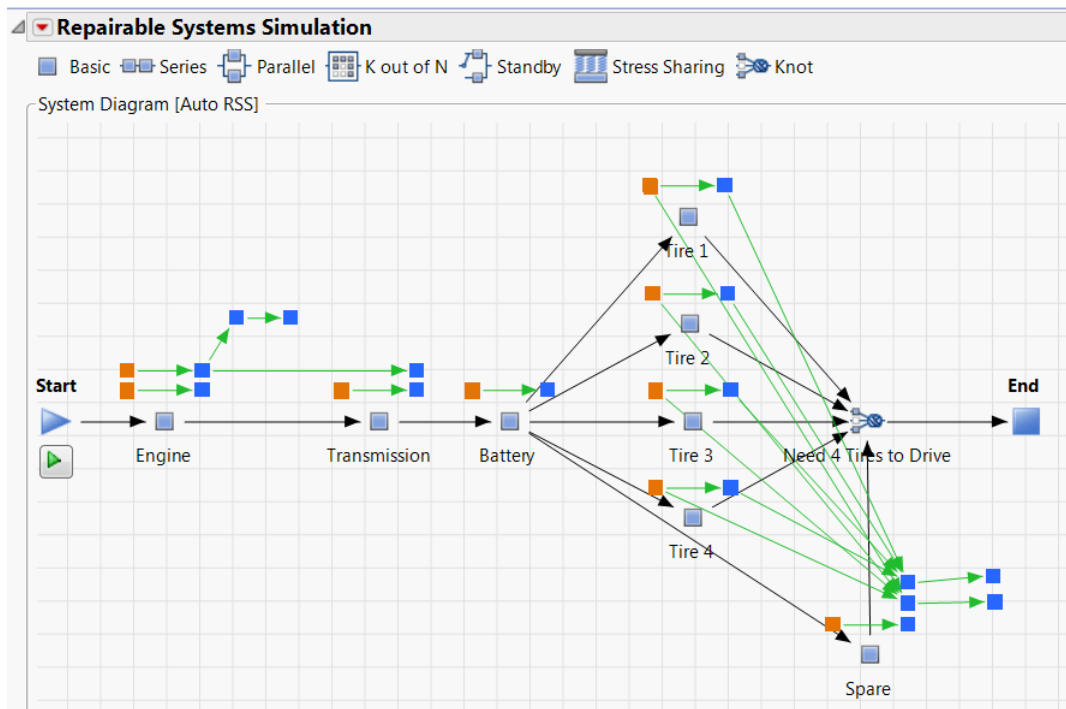 Repairable Systems Simulation
Basic Series Parallel K out of N Standby Stress Sharing Knot
System Diagram [Auto RSS]
Tire 1
Tire 2
Start
End
Engine
Transmission
Battery
Tire 3
Need 4 Tires to Drive
Tire 4
Spare